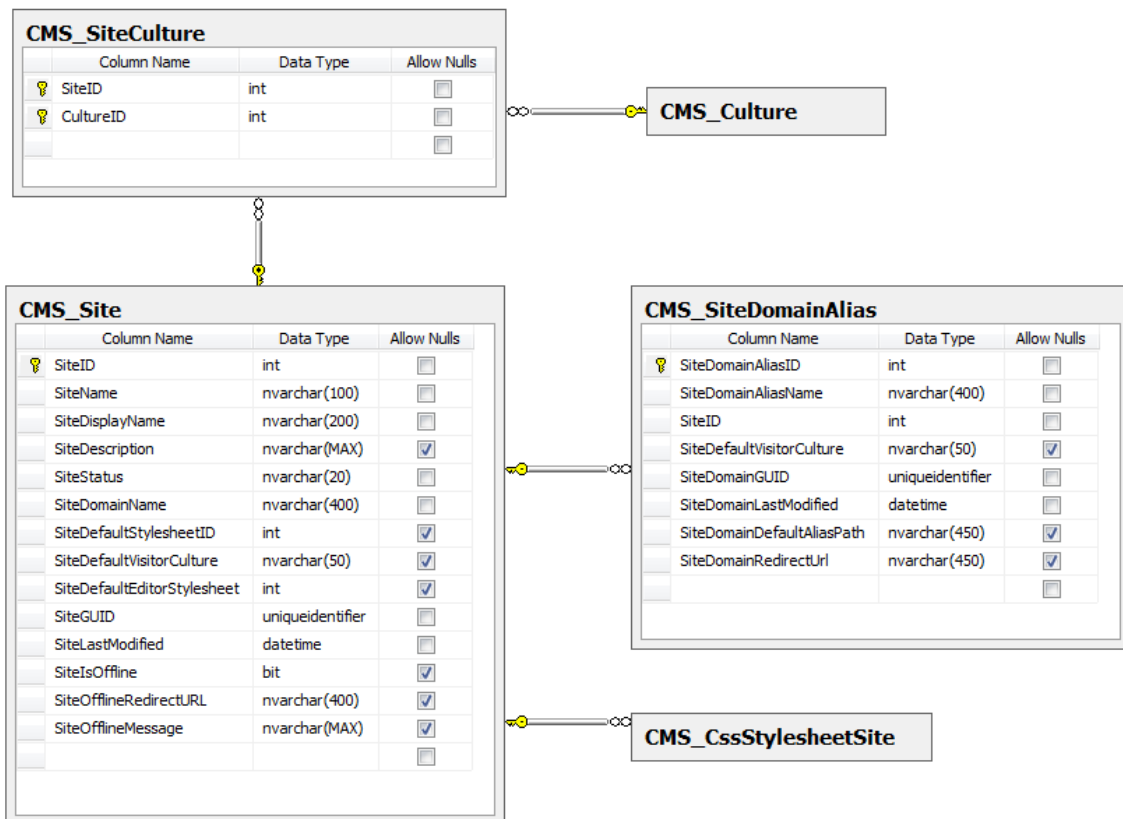 CMS_SiteCulture
Column Name Data Type Allow Nulls
SiteID int
CultureID int
CMS_Culture
CMS_Site
Column Name Data Type Allow Nulls
SiteID int
SiteName nvarchar(100)
SiteDisplayName nvarchar(200)
SiteDescription nvarchar(MAX)
SiteStatus nvarchar(20)
SiteDomainName nvarchar(400)
SiteDefaultStylesheetID int
SiteDefaultVisitorCulture nvarchar(50)
SiteDefaultEditorStylesheet int
SiteGUID uniqueidentifier
SiteLastModified datetime
SiteIsOffline bit
SiteOfflineRedirectURL nvarchar(400)
SiteOfflineMessage nvarchar(MAX)
CMS_SiteDomainAlias
Column Name Data Type Allow Nulls
SiteDomainAliasID int
SiteDomainAliasName nvarchar(400)
SiteID int
SiteDefaultVisitorCulture nvarchar(50)
SiteDomainGUID uniqueidentifier
SiteDomainLastModified datetime
SiteDomainDefaultAliasPath nvarchar(450)
SiteDomainRedirectUrl nvarchar(450)
CMS_CssStylesheetSite